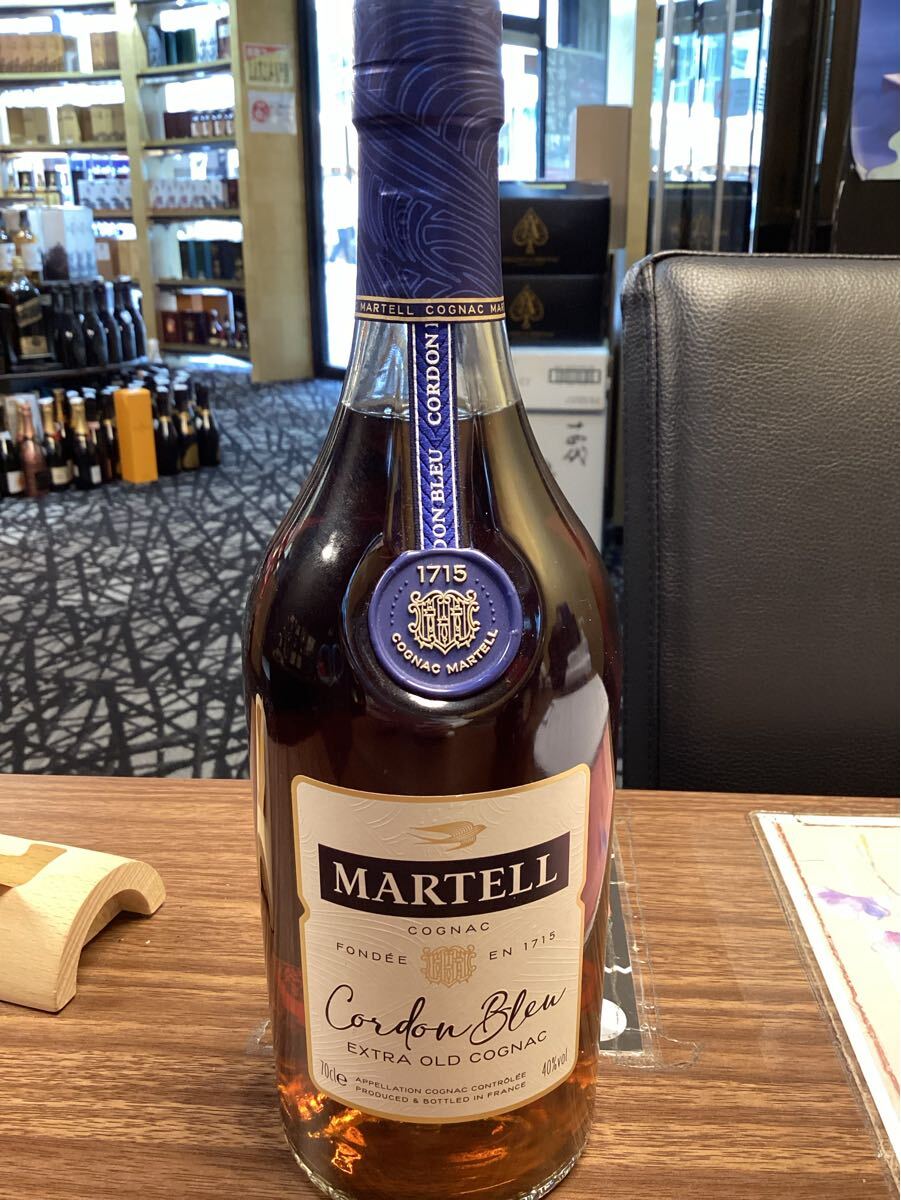 MARTELL COGNAC MAR
CORDON
DON BLEU
1715
COGNAC MARTELL
MARTELL
COGNAC
FONDÉE EN 1715
Cordon Bleu
EXTRA OLD COGNAC
70cl e 40%vol
APPELLATION COGNAC CONTRÔLÉE
PRODUCED & BOTTLED IN FRANCE